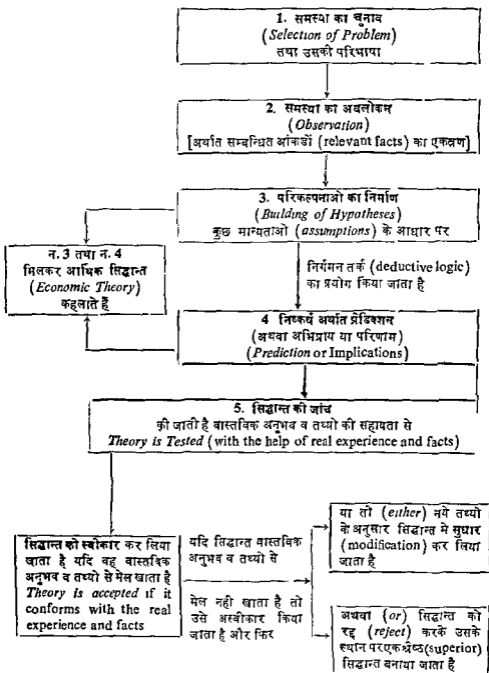 1. समस्या का चुनाव
(Selection of Problem)
तथा उसकी परिभाषा
2. समस्या का अवलोकन
(Observation)
[अर्थात सम्बन्धित आंकडों (relevant facts) का एकत्रण]
3. परिकल्पनाओ का निर्माण
(Building of Hypotheses)
कुछ मान्यताओ (assumptions) के आधार पर
न. 3 तथा न. 4
मिलकर आर्थिक सिद्धान्त
(Economic Theory)
कहलाते हैं
निर्गमन तर्क (deductive logic)
का प्रयोग किया जाता है
4 निष्कर्ष अर्थात प्रेडिक्शन
(अथवा अभिप्राय या परिणाम)
(Prediction or Implications)
5. सिद्धान्त की जांच
की जाती है वास्तविक अनुभव व तथ्यो की सहायता से
Theory is Tested (with the help of real experience and facts)
सिद्धान्त को स्वीकार कर लिया
जाता है यदि वह वास्तविक
अनुभव व तथ्यो से मेल खाता है
Theory is accepted if it
conforms with the real
experience and facts
यदि सिद्धान्त वास्तविक
अनुभव व तथ्यो से
मेल नही खाता है तो
उसे अस्वीकार किया
जाता है और फिर
या तो (either) नये तथ्यो
के अनुसार सिद्धान्त मे सुधार
(modification) कर लिया
जाता है
अथवा (or) सिद्धान्त को
रद्द (reject) करके उसके
स्थान पर एक श्रेष्ठ (superior)
सिद्धान्त बनाया जाता है